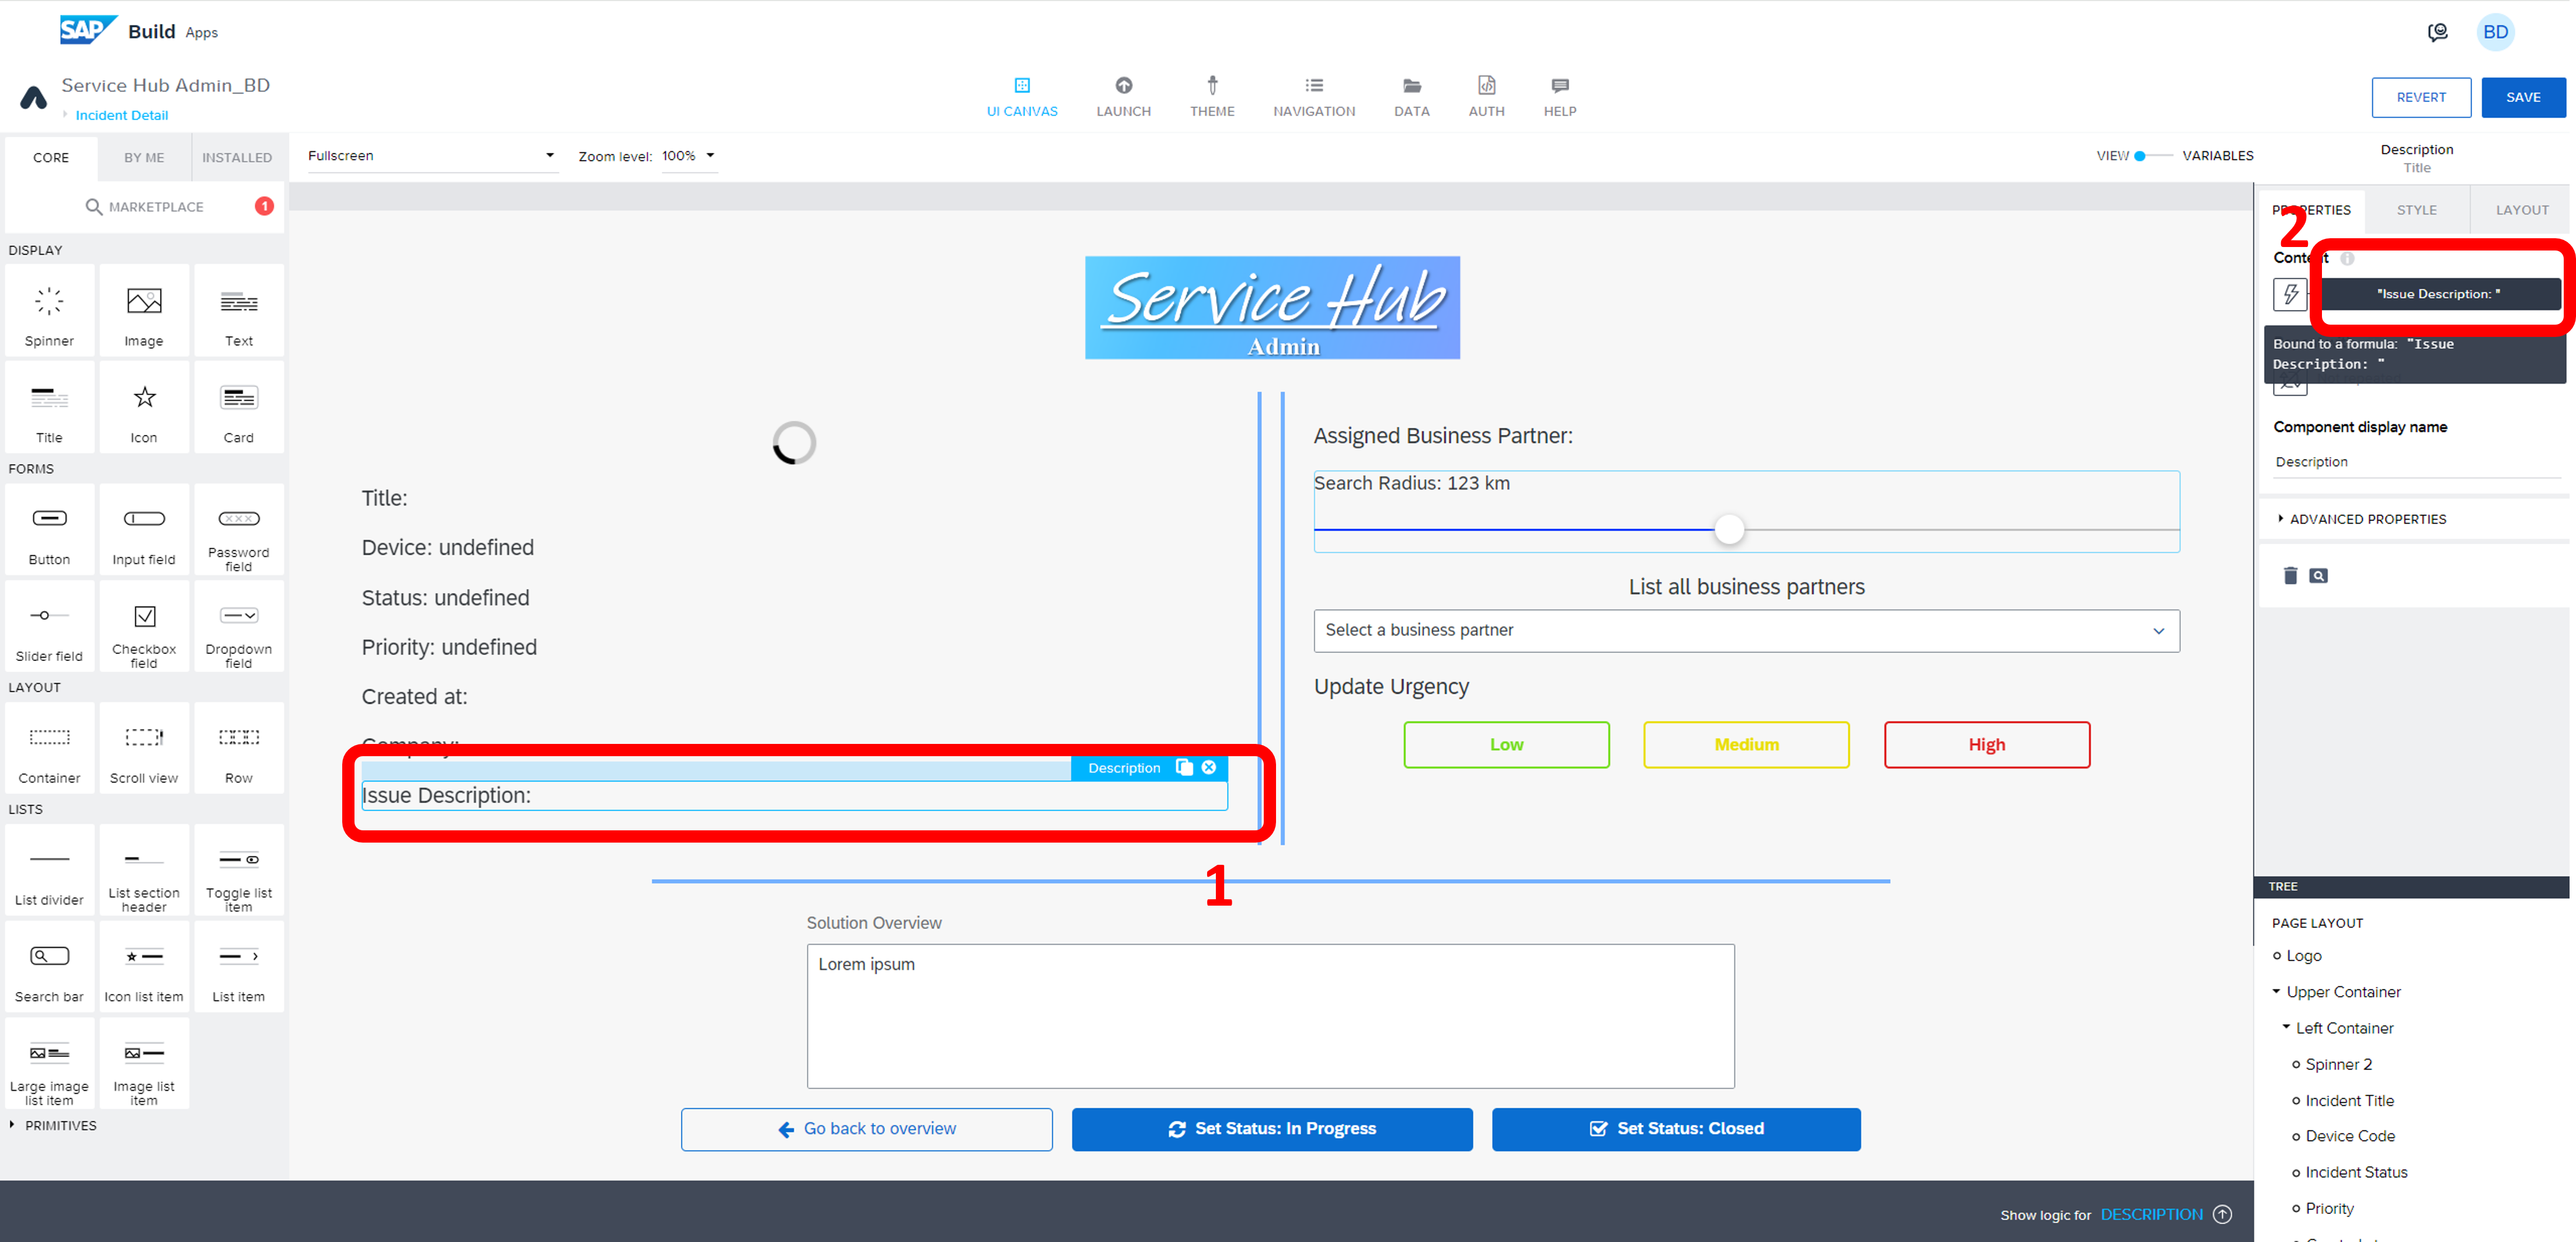 SAP Build Apps
BD
Service Hub Admin_BD
Incident Detail
UI CANVAS
LAUNCH
THEME
NAVIGATION
DATA
AUTH
HELP
REVERT
SAVE
CORE
BY ME
INSTALLED
Fullscreen
Zoom level: 100%
VIEW
VARIABLES
Description
Title
MARKETPLACE
1
PROPERTIES
STYLE
LAYOUT
2
Content
"Issue Description: "
Bound to a formula: "Issue
Description: "
Component display name
Description
ADVANCED PROPERTIES
DISPLAY
Spinner
Image
Text
Title
Icon
Card
FORMS
Button
Input field
Password
field
Slider field
Checkbox
field
Dropdown
field
LAYOUT
Container
Scroll view
Row
LISTS
List divider
List section
header
Toggle list
item
Search bar
Icon list item
List item
Large image
list item
Image list
item
PRIMITIVES
Service Hub
Admin
Title:
Device: undefined
Status: undefined
Priority: undefined
Created at:
Company:
Description
Issue Description:
1
Assigned Business Partner:
Search Radius: 123 km
List all business partners
Select a business partner
Update Urgency
Low
Medium
High
Solution Overview
Lorem ipsum
Go back to overview
Set Status: In Progress
Set Status: Closed
Show logic for DESCRIPTION
TREE
PAGE LAYOUT
Logo
Upper Container
Left Container
Spinner 2
Incident Title
Device Code
Incident Status
Priority